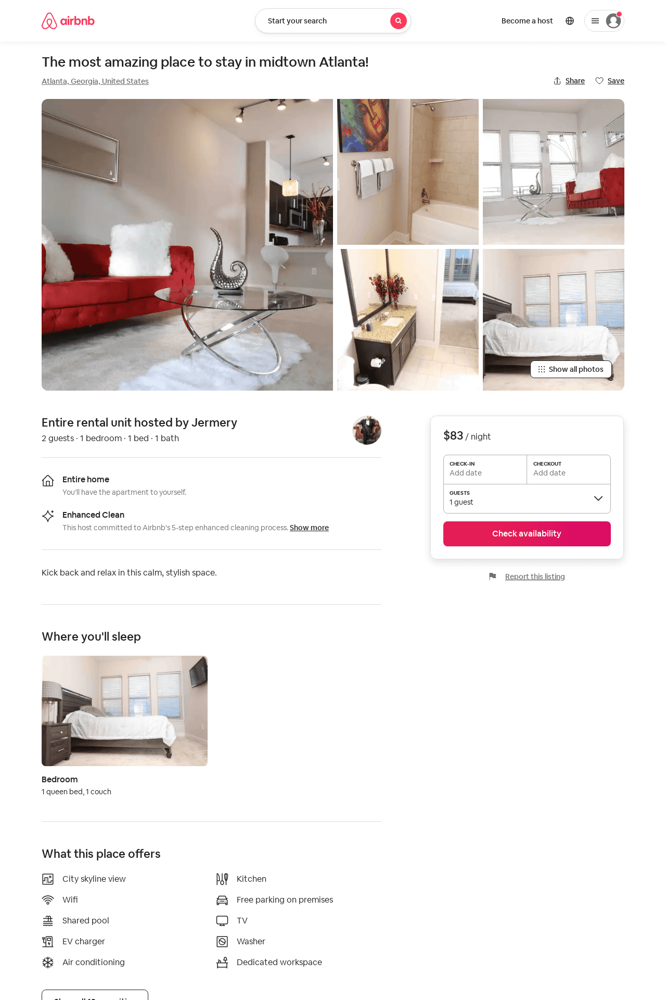 airbnb
Start your search
Become a host
The most amazing place to stay in midtown Atlanta!
Atlanta, Georgia, United States
Share
Save
Show all photos
Entire rental unit hosted by Jermery
2 guests · 1 bedroom · 1 bed · 1 bath
Entire home
You’ll have the apartment to yourself.
Enhanced Clean
This host committed to Airbnb's 5-step enhanced cleaning process. Show more
Kick back and relax in this calm, stylish space.
$83 / night
CHECK-IN
Add date
CHECKOUT
Add date
GUESTS
1 guest
Check availability
Report this listing
Where you'll sleep
Bedroom
1 queen bed, 1 couch
What this place offers
City skyline view
Kitchen
Wifi
Free parking on premises
Shared pool
TV
EV charger
Washer
Air conditioning
Dedicated workspace